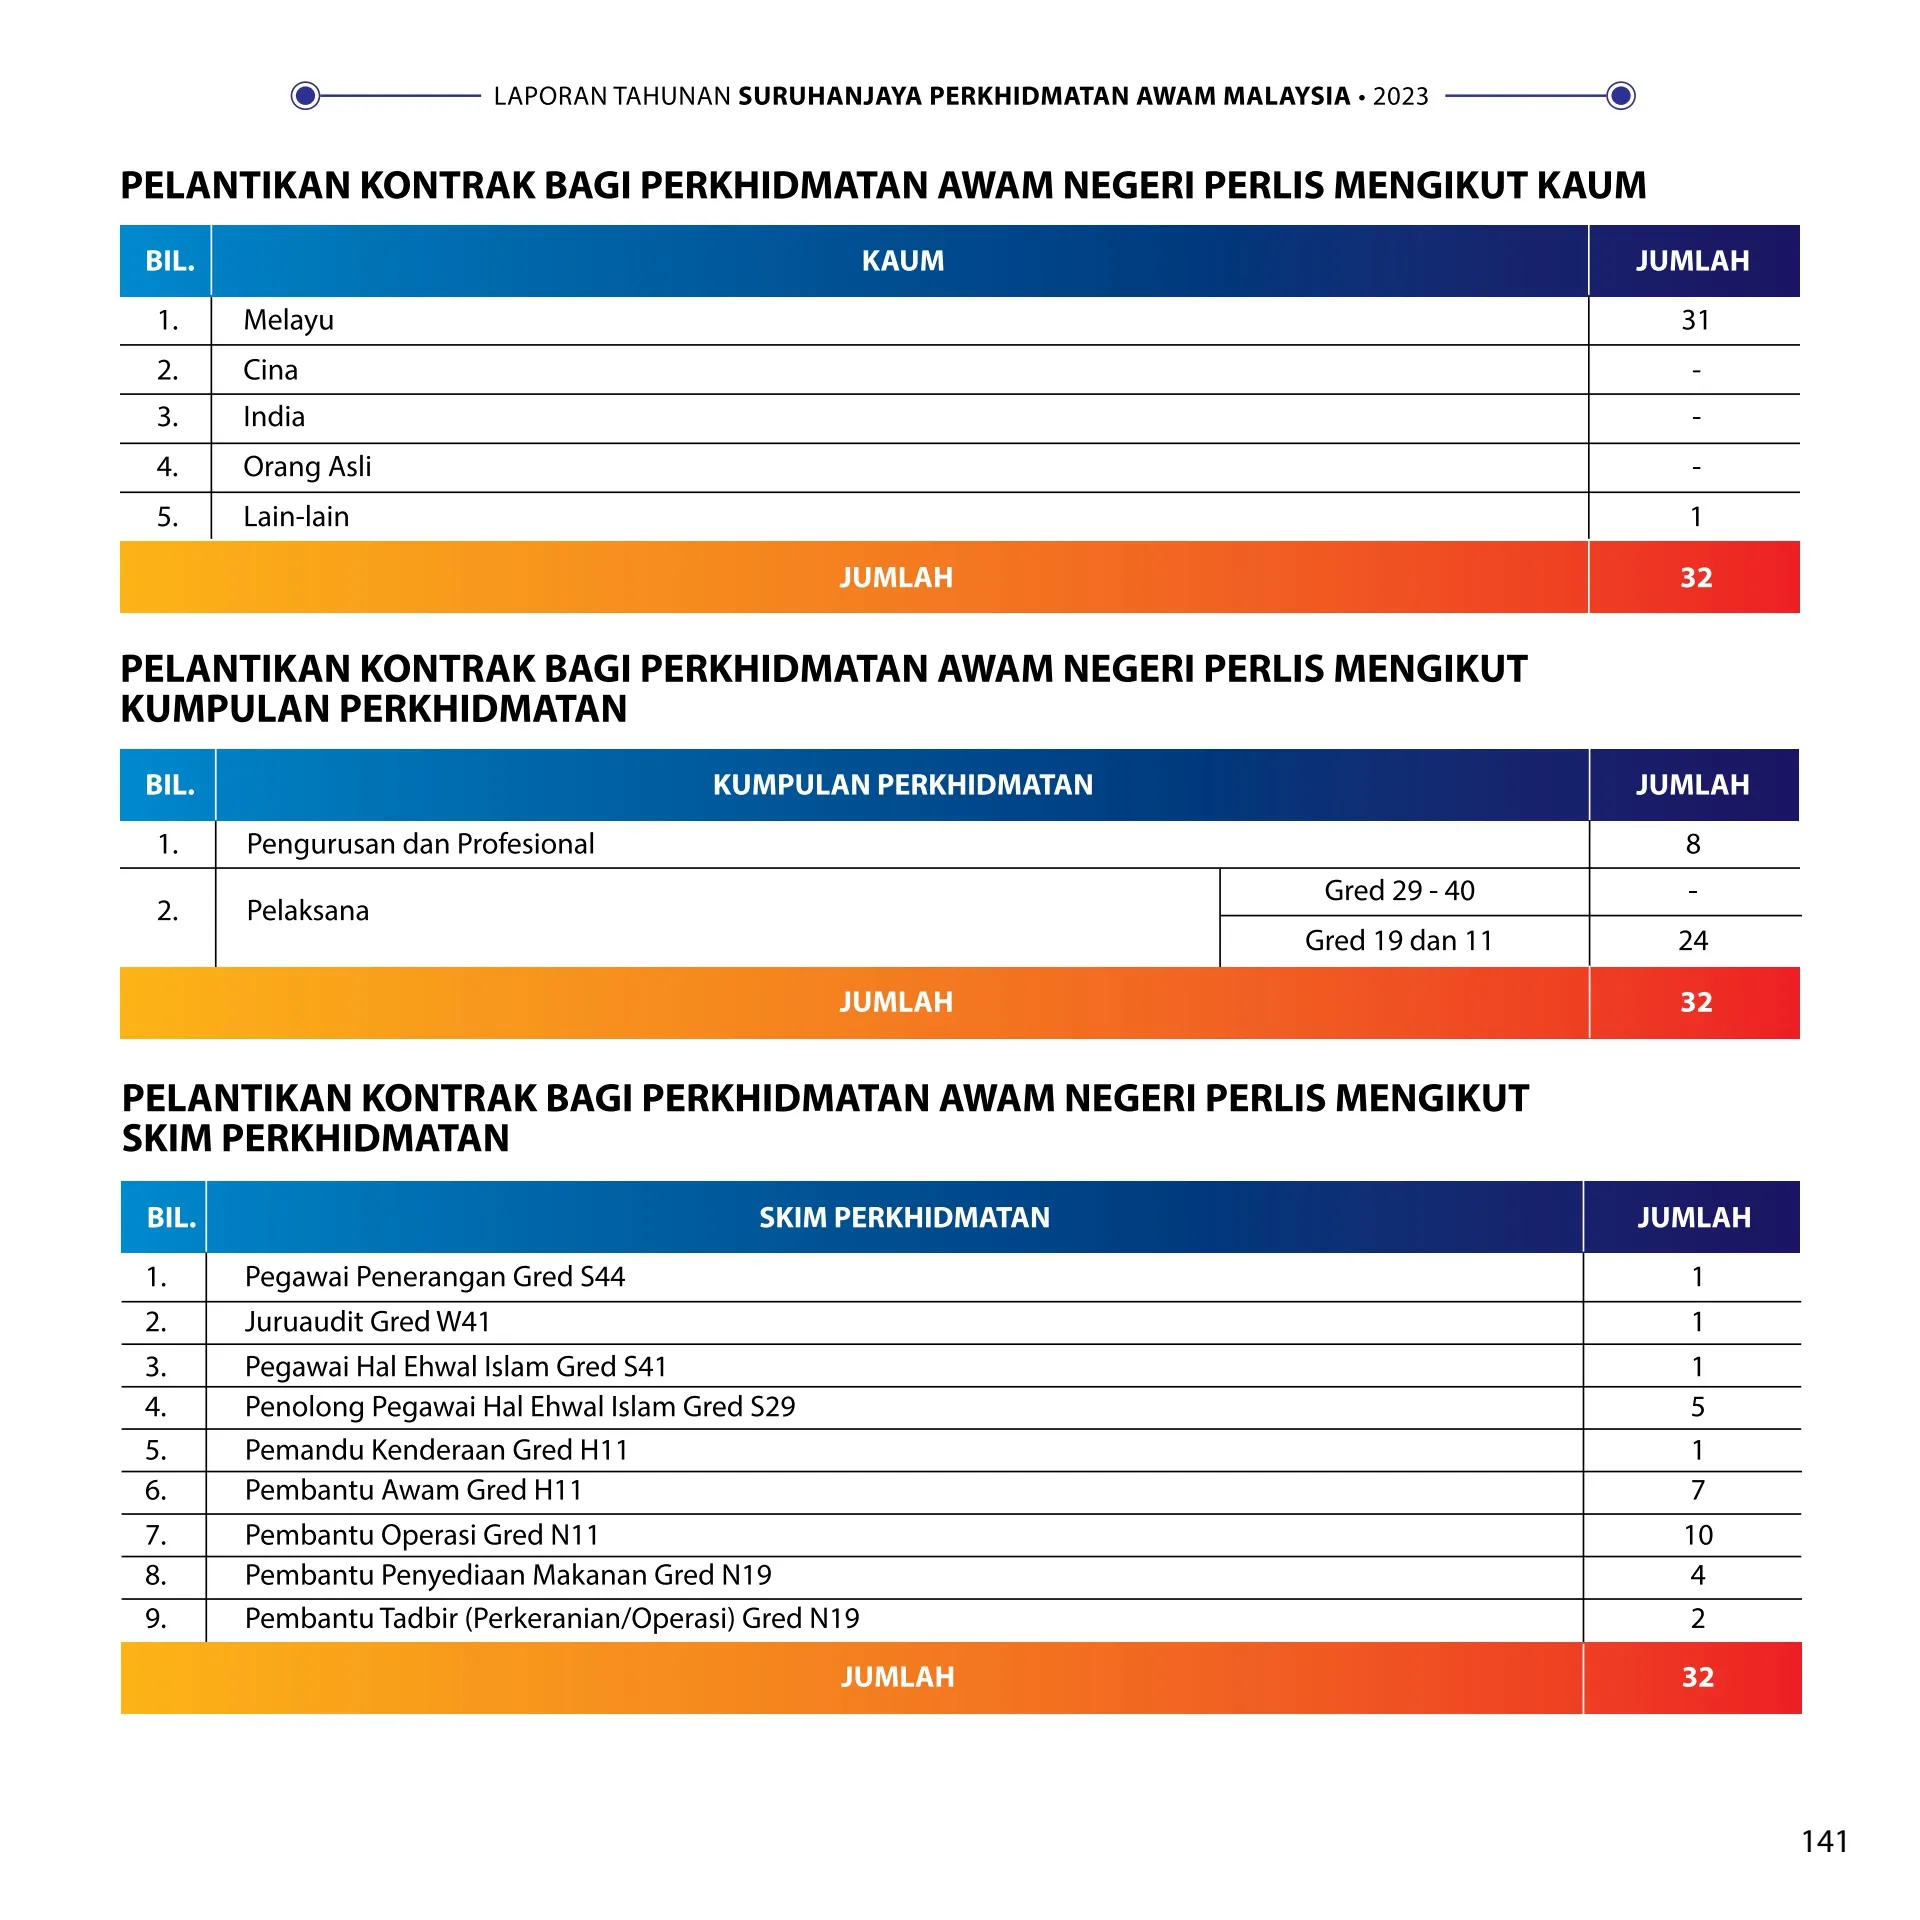 LAPORAN TAHUNAN SURUHANJAYA PERKHIDMATAN AWAM MALAYSIA • 2023
PELANTIKAN KONTRAK BAGI PERKHIDMATAN AWAM NEGERI PERLIS MENGIKUT KAUM
BIL. KAUM JUMLAH
1. Melayu 31
2. Cina -
3. India -
4. Orang Asli -
5. Lain-lain 1
JUMLAH 32
PELANTIKAN KONTRAK BAGI PERKHIDMATAN AWAM NEGERI PERLIS MENGIKUT
KUMPULAN PERKHIDMATAN
BIL. KUMPULAN PERKHIDMATAN JUMLAH
1. Pengurusan dan Profesional 8
2. Pelaksana Gred 29 - 40 -
Gred 19 dan 11 24
JUMLAH 32
PELANTIKAN KONTRAK BAGI PERKHIDMATAN AWAM NEGERI PERLIS MENGIKUT
SKIM PERKHIDMATAN
BIL. SKIM PERKHIDMATAN JUMLAH
1. Pegawai Penerangan Gred S44 1
2. Juruaudit Gred W41 1
3. Pegawai Hal Ehwal Islam Gred S41 1
4. Penolong Pegawai Hal Ehwal Islam Gred S29 5
5. Pemandu Kenderaan Gred H11 1
6. Pembantu Awam Gred H11 7
7. Pembantu Operasi Gred N11 10
8. Pembantu Penyediaan Makanan Gred N19 4
9. Pembantu Tadbir (Perkeranian/Operasi) Gred N19 2
JUMLAH 32
141